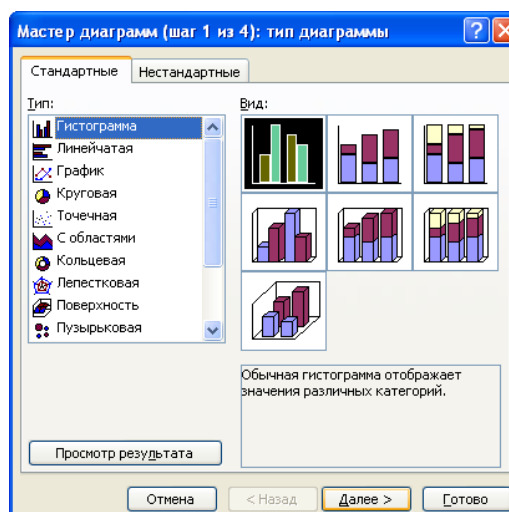 Мастер диаграмм (шаг 1 из 4): тип диаграммы
Стандартные Нестандартные
Тип:
Гистограмма
Линейчатая
График
Круговая
Точечная
С областями
Кольцевая
Лепестковая
Поверхность
Пузырьковая
Вид:
Обычная гистограмма отображает
значения различных категорий.
Просмотр результата
Отмена < Назад Далее > Готово